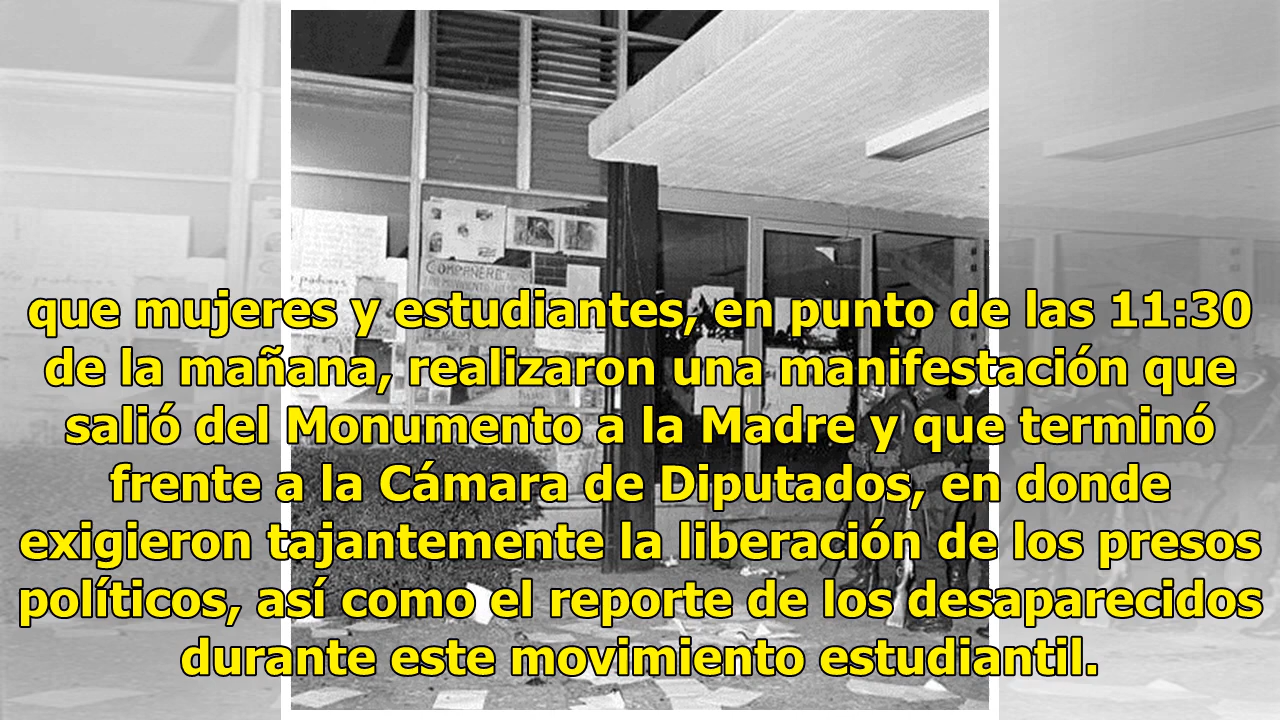 COMPAÑERO
que mujeres y estudiantes, en punto de las 11:30
de la mañana, realizaron una manifestación que
salió del Monumento a la Madre y que terminó
frente a la Cámara de Diputados, en donde
exigieron tajantemente la liberación de los presos
políticos, así como el reporte de los desaparecidos
durante este movimiento estudiantil.